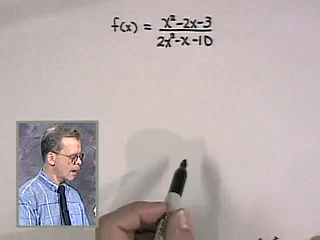 f(x) = x²-2x-3 / 2x²-x-10